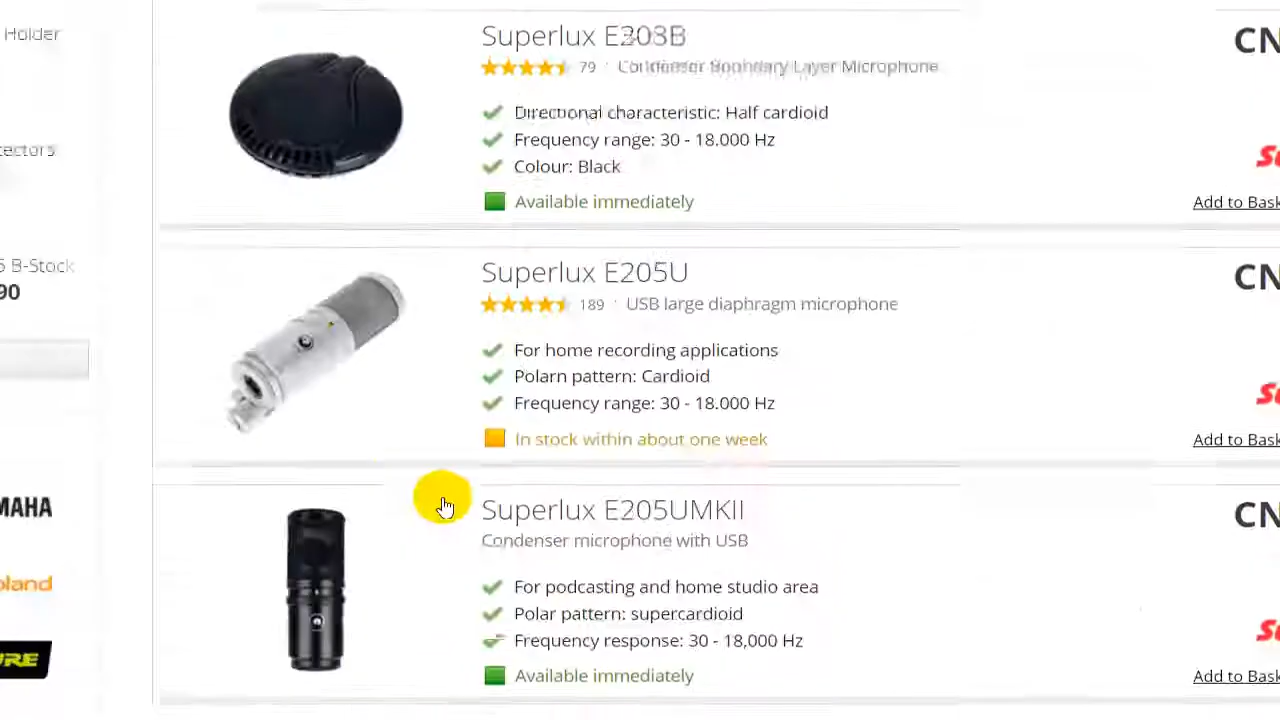 Holder
ectors
5 B-Stock
90
MAHA
oland
URE
Superlux E203B
79 · Condenser Boundary Layer Microphone
Directional characteristic: Half cardioid
Frequency range: 30 - 18.000 Hz
Colour: Black
Available immediately
CN
Add to Bask
Superlux E205U
189 · USB large diaphragm microphone
For home recording applications
Polarn pattern: Cardioid
Frequency range: 30 - 18.000 Hz
In stock within about one week
CN
Add to Bask
Superlux E205UMKII
Condenser microphone with USB
For podcasting and home studio area
Polar pattern: supercardioid
Frequency response: 30 - 18,000 Hz
Available immediately
CN
Add to Bask